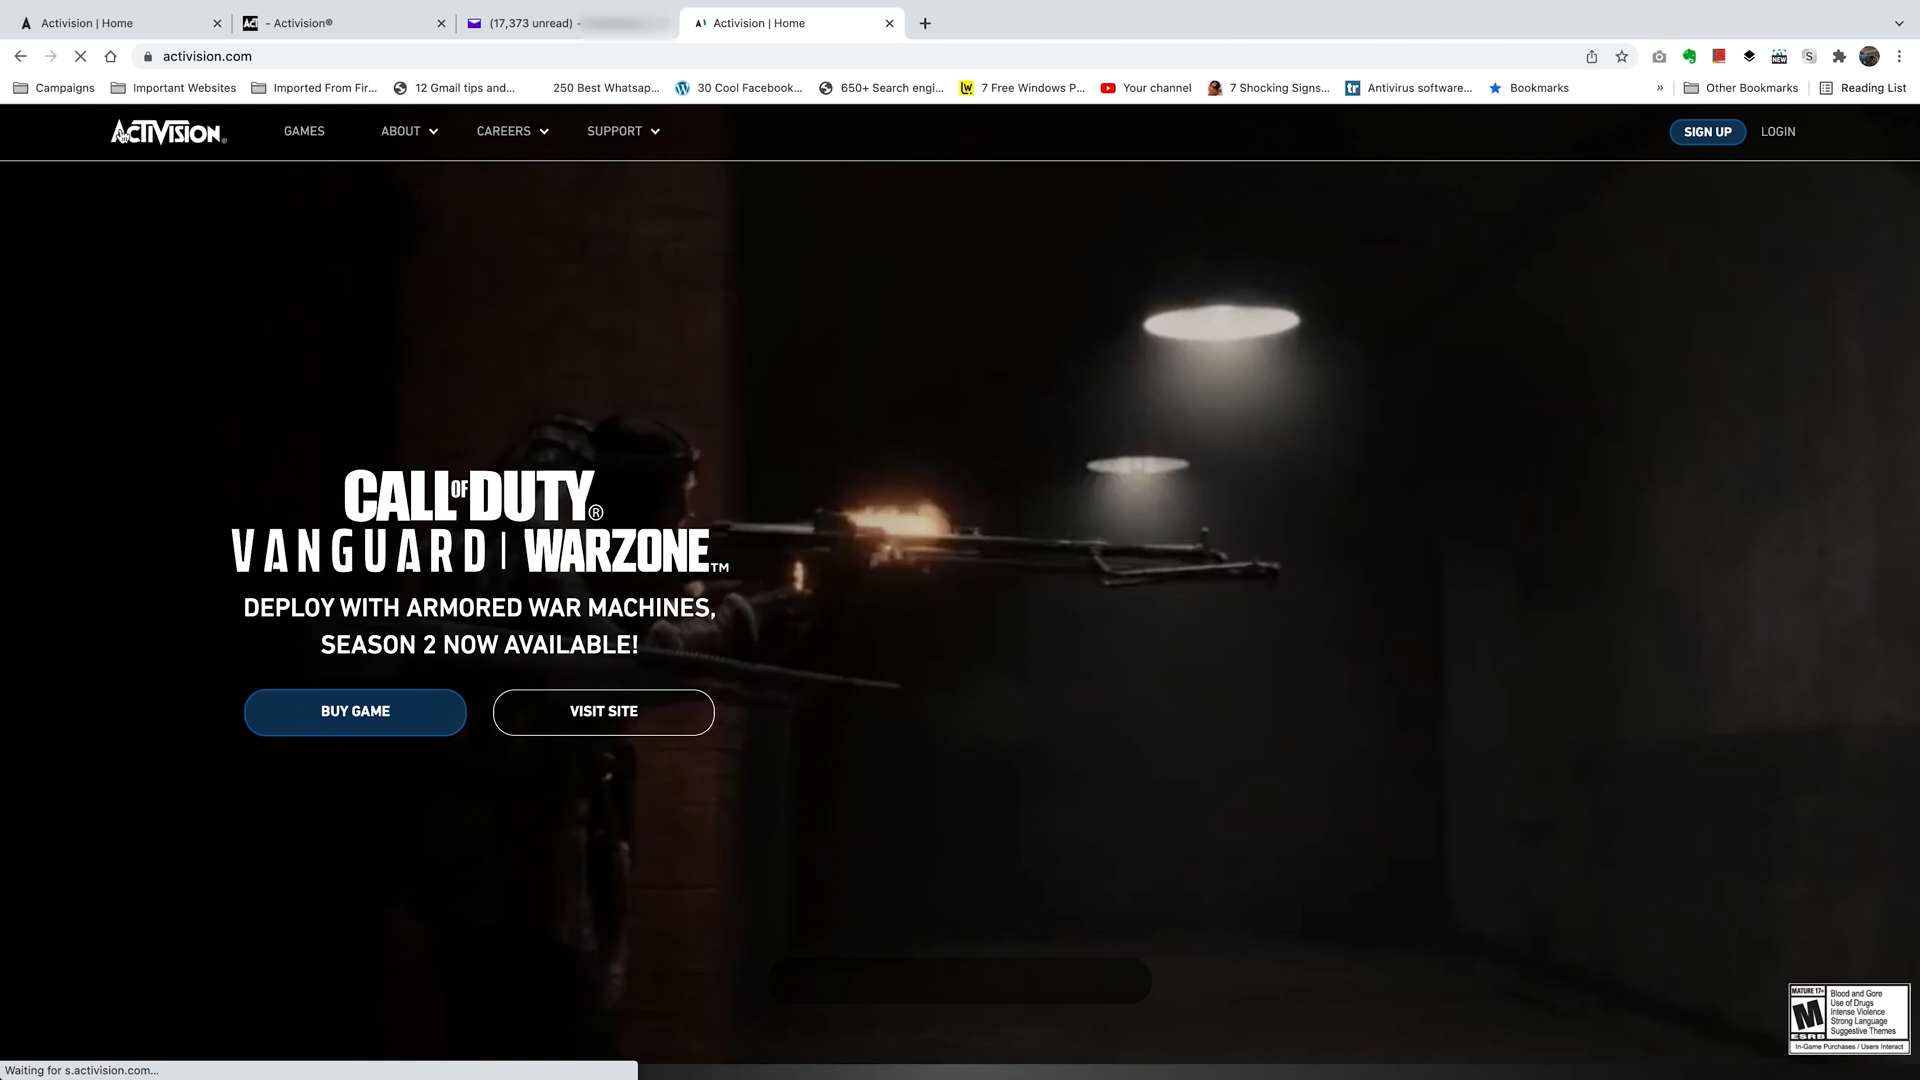 Activision | Home
- Activision®
(17,373 unread) -
Activision | Home
activision.com
Campaigns
Important Websites
Imported From Fir...
12 Gmail tips and...
250 Best Whatsap...
30 Cool Facebook...
650+ Search engi...
7 Free Windows P...
Your channel
7 Shocking Signs...
Antivirus software...
Bookmarks
»
Other Bookmarks
Reading List
ACTIVISION®
GAMES
ABOUT
CAREERS
SUPPORT
SIGN UP
LOGIN
CALL OF DUTY®
VANGUARD | WARZONE™
DEPLOY WITH ARMORED WAR MACHINES,
SEASON 2 NOW AVAILABLE!
BUY GAME
VISIT SITE
MATURE 17+
M
ESRB
Blood and Gore
Use of Drugs
Intense Violence
Strong Language
Suggestive Themes
In-Game Purchases / Users Interact
Waiting for s.activision.com...